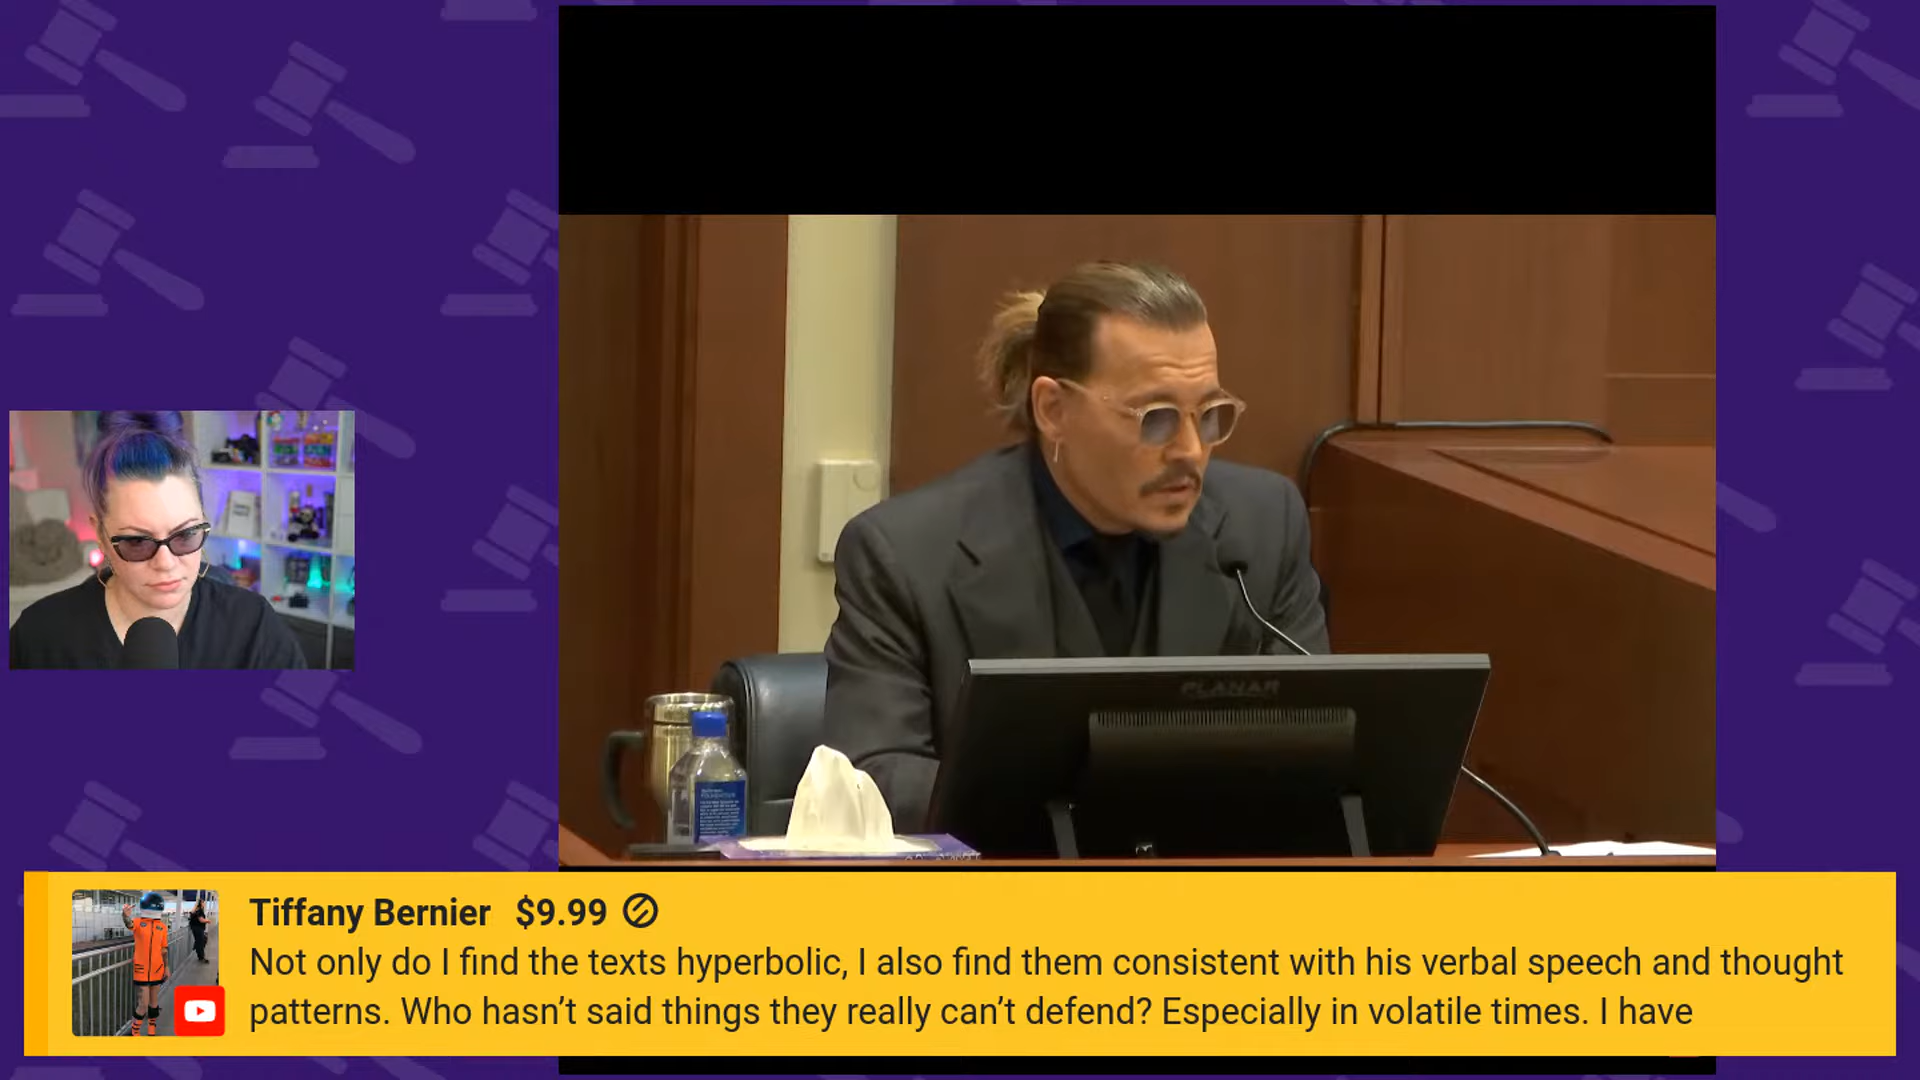 PLANAR
Tiffany Bernier $9.99
Not only do I find the texts hyperbolic, I also find them consistent with his verbal speech and thought
patterns. Who hasn’t said things they really can’t defend? Especially in volatile times. I have